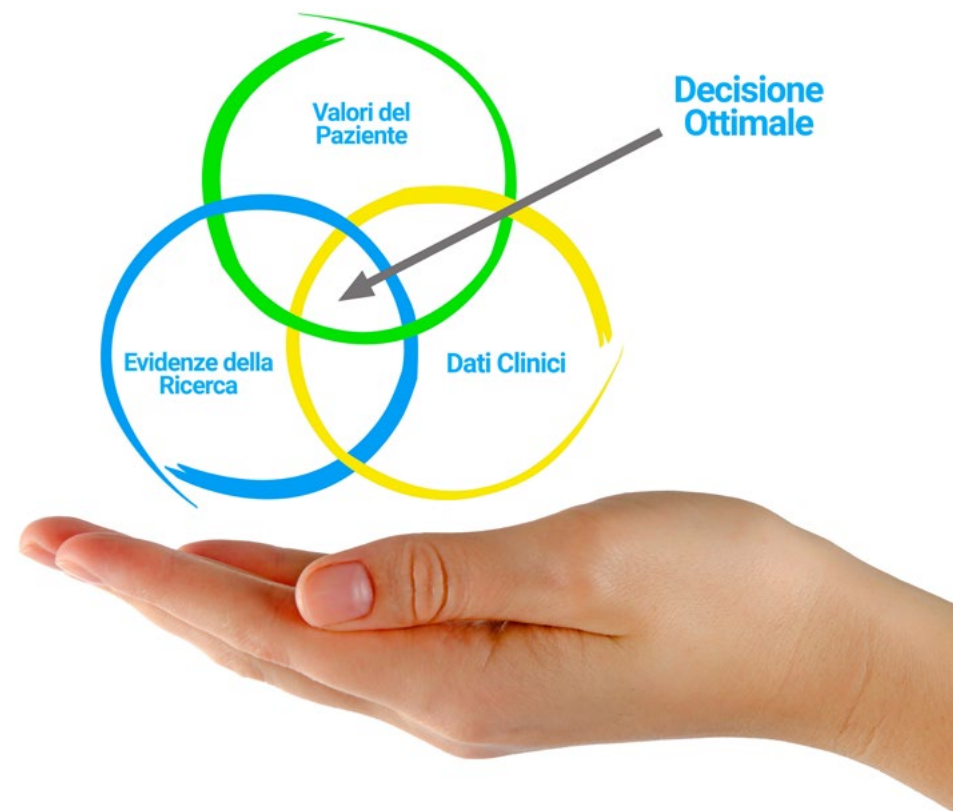 Valori del
Paziente
Decisione
Ottimale
Evidenze della
Ricerca
Dati Clinici